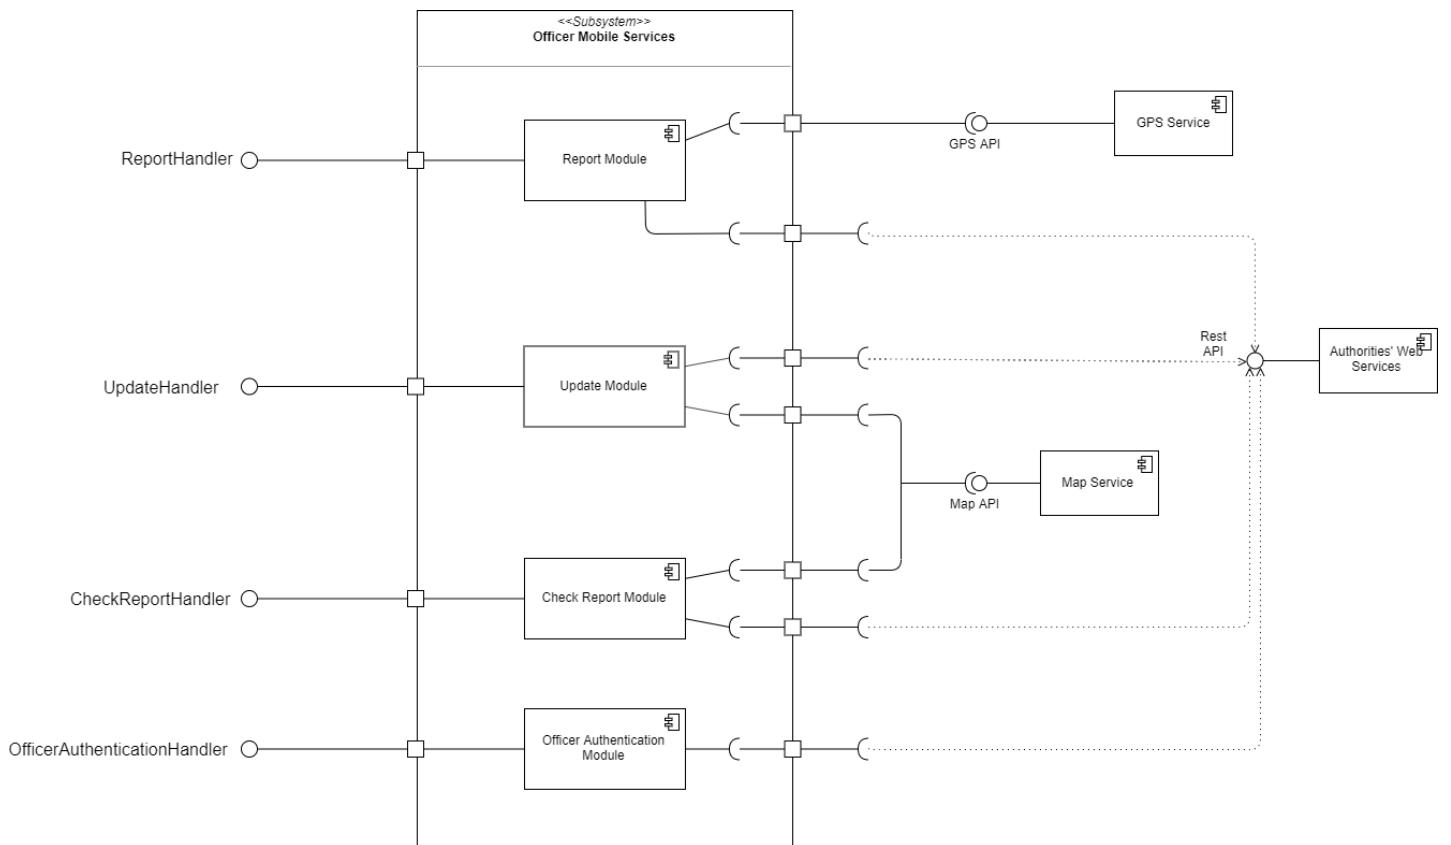 <<Subsystem>>
Officer Mobile Services
GPS Service
GPS API
ReportHandler
Report Module
Rest
API
Authorities' Web
Services
UpdateHandler
Update Module
Map Service
Map API
CheckReportHandler
Check Report Module
OfficerAuthenticationHandler
Officer Authentication
Module